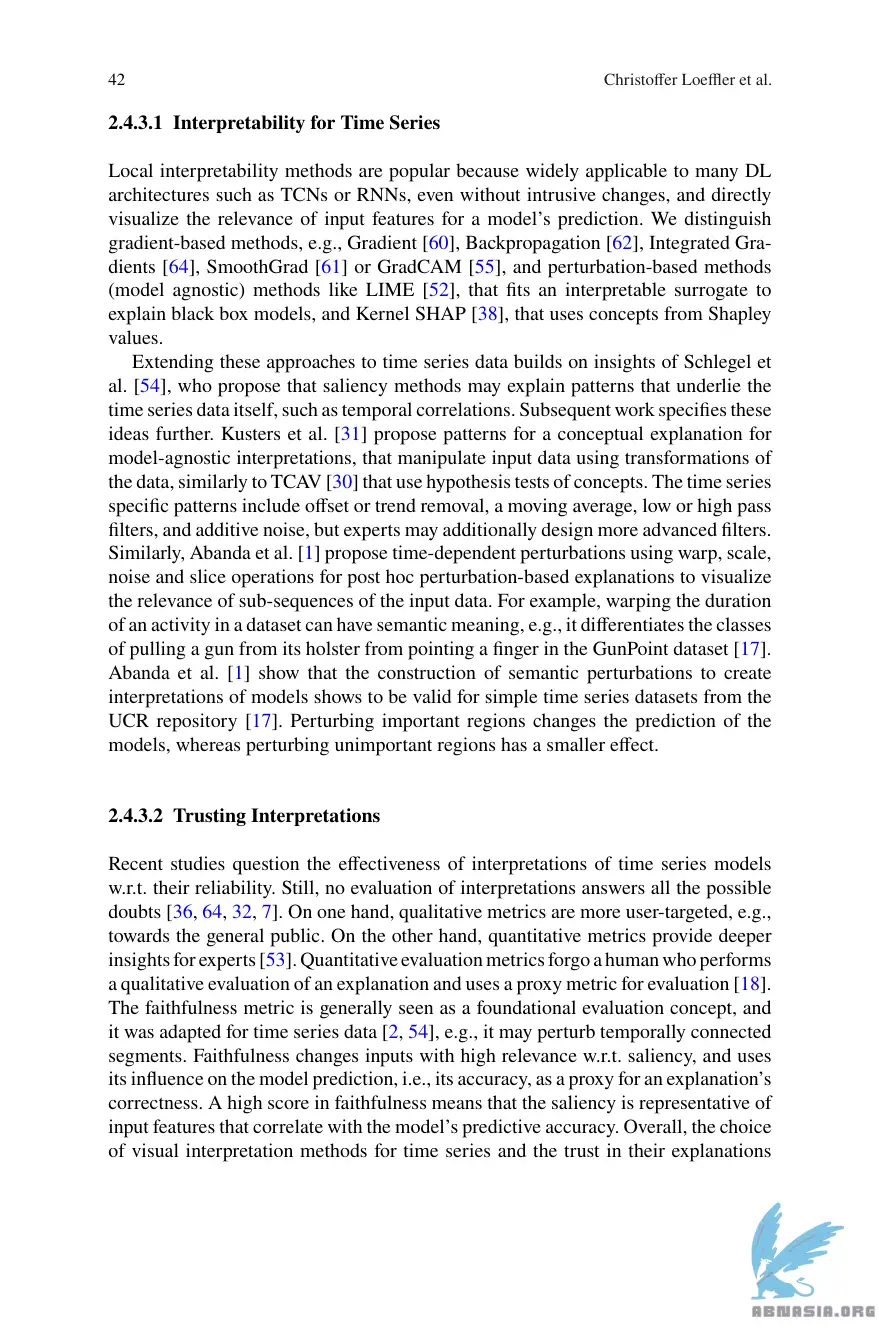 42 Christoffer Loeffler et al.
2.4.3.1 Interpretability for Time Series
Local interpretability methods are popular because widely applicable to many DL
architectures such as TCNs or RNNs, even without intrusive changes, and directly
visualize the relevance of input features for a model's prediction. We distinguish
gradient-based methods, e.g., Gradient [60], Backpropagation [62], Integrated Gra-
dients [64], SmoothGrad [61] or GradCAM [55], and perturbation-based methods
(model agnostic) methods like LIME [52], that fits an interpretable surrogate to
explain black box models, and Kernel SHAP [38], that uses concepts from Shapley
values.
Extending these approaches to time series data builds on insights of Schlegel et
al. [54], who propose that saliency methods may explain patterns that underlie the
time series data itself, such as temporal correlations. Subsequent work specifies these
ideas further. Kusters et al. [31] propose patterns for a conceptual explanation for
model-agnostic interpretations, that manipulate input data using transformations of
the data, similarly to TCAV [30] that use hypothesis tests of concepts. The time series
specific patterns include offset or trend removal, a moving average, low or high pass
filters, and additive noise, but experts may additionally design more advanced filters.
Similarly, Abanda et al. [1] propose time-dependent perturbations using warp, scale,
noise and slice operations for post hoc perturbation-based explanations to visualize
the relevance of sub-sequences of the input data. For example, warping the duration
of an activity in a dataset can have semantic meaning, e.g., it differentiates the classes
of pulling a gun from its holster from pointing a finger in the GunPoint dataset [17].
Abanda et al. [1] show that the construction of semantic perturbations to create
interpretations of models shows to be valid for simple time series datasets from the
UCR repository [17]. Perturbing important regions changes the prediction of the
models, whereas perturbing unimportant regions has a smaller effect.
2.4.3.2 Trusting Interpretations
Recent studies question the effectiveness of interpretations of time series models
w.r.t. their reliability. Still, no evaluation of interpretations answers all the possible
doubts [36, 64, 32, 7]. On one hand, qualitative metrics are more user-targeted, e.g.,
towards the general public. On the other hand, quantitative metrics provide deeper
insights for experts [53]. Quantitative evaluation metrics forgo a human who performs
a qualitative evaluation of an explanation and uses a proxy metric for evaluation [18].
The faithfulness metric is generally seen as a foundational evaluation concept, and
it was adapted for time series data [2, 54], e.g., it may perturb temporally connected
segments. Faithfulness changes inputs with high relevance w.r.t. saliency, and uses
its influence on the model prediction, i.e., its accuracy, as a proxy for an explanation's
correctness. A high score in faithfulness means that the saliency is representative of
input features that correlate with the model's predictive accuracy. Overall, the choice
of visual interpretation methods for time series and the trust in their explanations
ABNASIA.ORG